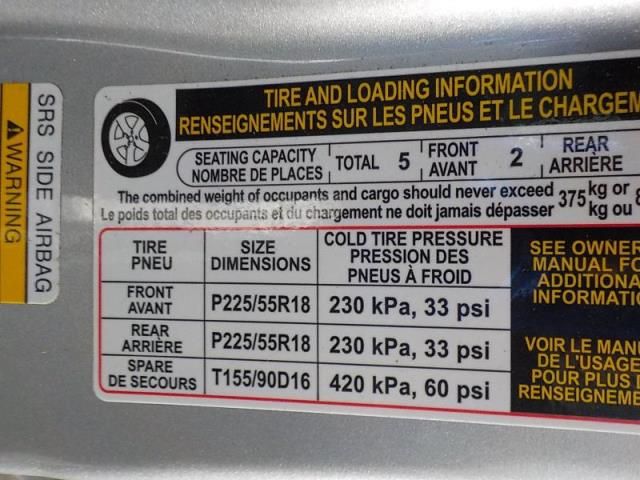 SRS SIDE AIRBAG
WARNING
TIRE AND LOADING INFORMATION
RENSEIGNEMENTS SUR LES PNEUS ET LE CHARGEM
SEATING CAPACITY
NOMBRE DE PLACES
TOTAL 5
FRONT
AVANT
2
REAR
ARRIÈRE
The combined weight of occupants and cargo should never exceed 375 kg or 8
Le poids total des occupants et du chargement ne doit jamais dépasser kg ou
TIRE
PNEU
SIZE
DIMENSIONS
COLD TIRE PRESSURE
PRESSION DES
PNEUS À FROID
FRONT
AVANT
P225/55R18
230 kPa, 33 psi
REAR
ARRIÈRE
P225/55R18
230 kPa, 33 psi
SPARE
DE SECOURS
T155/90D16
420 kPa, 60 psi
SEE OWNER
MANUAL FO
ADDITIONA
INFORMATI
VOIR LE MANU
DE L'USAGE
POUR PLUS
RENSEIGNEME